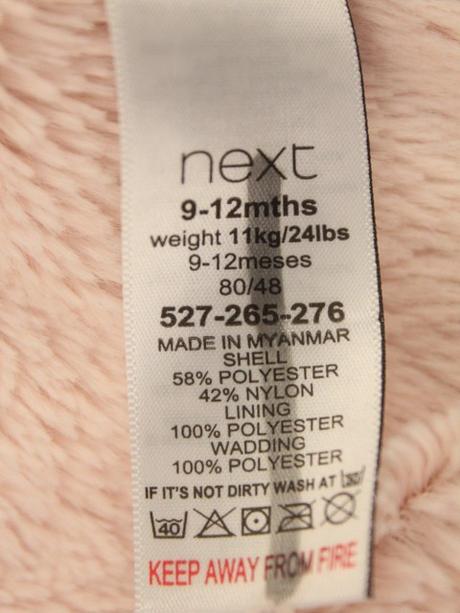 next
9-12mths
weight 11kg/24lbs
9-12meses
80/48
527-265-276
MADE IN MYANMAR
SHELL
58% POLYESTER
42% NYLON
LINING
100% POLYESTER
WADDING
100% POLYESTER
IF IT'S NOT DIRTY WASH AT 30
40
KEEP AWAY FROM FIRE